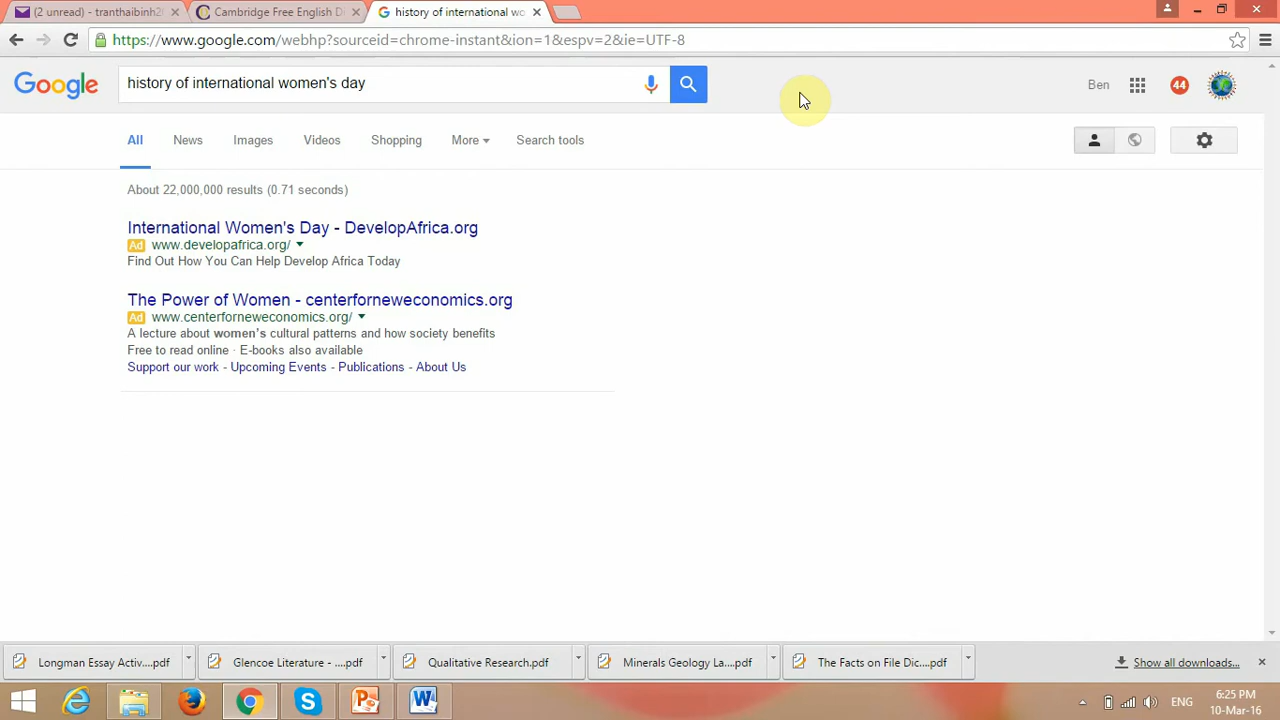 (2 unread) - tranthaibinh2
Cambridge Free English Di
history of international wo
https://www.google.com/webhp?sourceid=chrome-instant&ion=1&espv=2&ie=UTF-8
Google
history of international women's day
Ben
44
All
News
Images
Videos
Shopping
More
Search tools
About 22,000,000 results (0.71 seconds)
International Women's Day - DevelopAfrica.org
Ad www.developafrica.org/
Find Out How You Can Help Develop Africa Today
The Power of Women - centerforneweconomics.org
Ad www.centerforneweconomics.org/
A lecture about women's cultural patterns and how society benefits
Free to read online · E-books also available
Support our work - Upcoming Events - Publications - About Us
Longman Essay Activ....pdf
Glencoe Literature - ....pdf
Qualitative Research.pdf
Minerals Geology La....pdf
The Facts on File Dic....pdf
Show all downloads...
ENG
6:25 PM
10-Mar-16